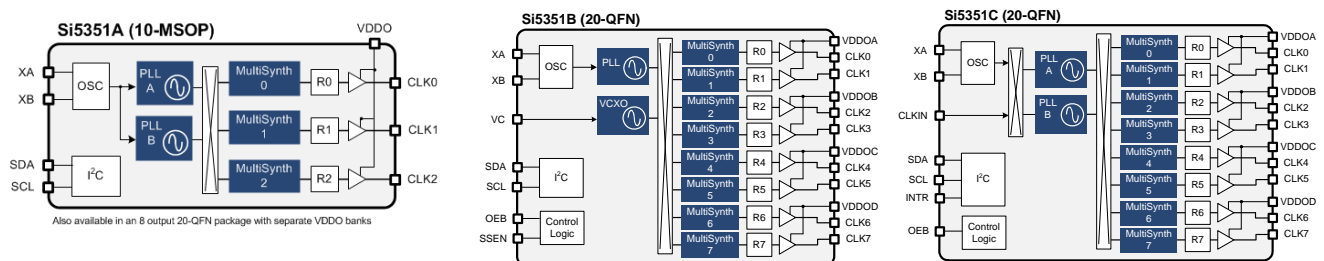 Si5351A (10-MSOP)
VDDO
XA
XB
OSC
PLL
A
PLL
B
MultiSynth
0
MultiSynth
1
MultiSynth
2
R0
R1
R2
CLK0
CLK1
CLK2
SDA
SCL
I2C
Also available in an 8 output 20-QFN package with separate VDDO banks
Si5351B (20-QFN)
XA
XB
OSC
PLL
VC
VCXO
SDA
SCL
I2C
OEB
SSEN
Control
Logic
MultiSynth
0
MultiSynth
1
MultiSynth
2
MultiSynth
3
MultiSynth
4
MultiSynth
5
MultiSynth
6
MultiSynth
7
R0
R1
R2
R3
R4
R5
R6
R7
VDDOA
CLK0
CLK1
VDDOB
CLK2
CLK3
VDDOC
CLK4
CLK5
VDDOD
CLK6
CLK7
Si5351C (20-QFN)
XA
XB
OSC
CLKIN
PLL
A
PLL
B
SDA
SCL
INTR
I2C
OEB
Control
Logic
MultiSynth
0
MultiSynth
1
MultiSynth
2
MultiSynth
3
MultiSynth
4
MultiSynth
5
MultiSynth
6
MultiSynth
7
R0
R1
R2
R3
R4
R5
R6
R7
VDDOA
CLK0
CLK1
VDDOB
CLK2
CLK3
VDDOC
CLK4
CLK5
VDDOD
CLK6
CLK7